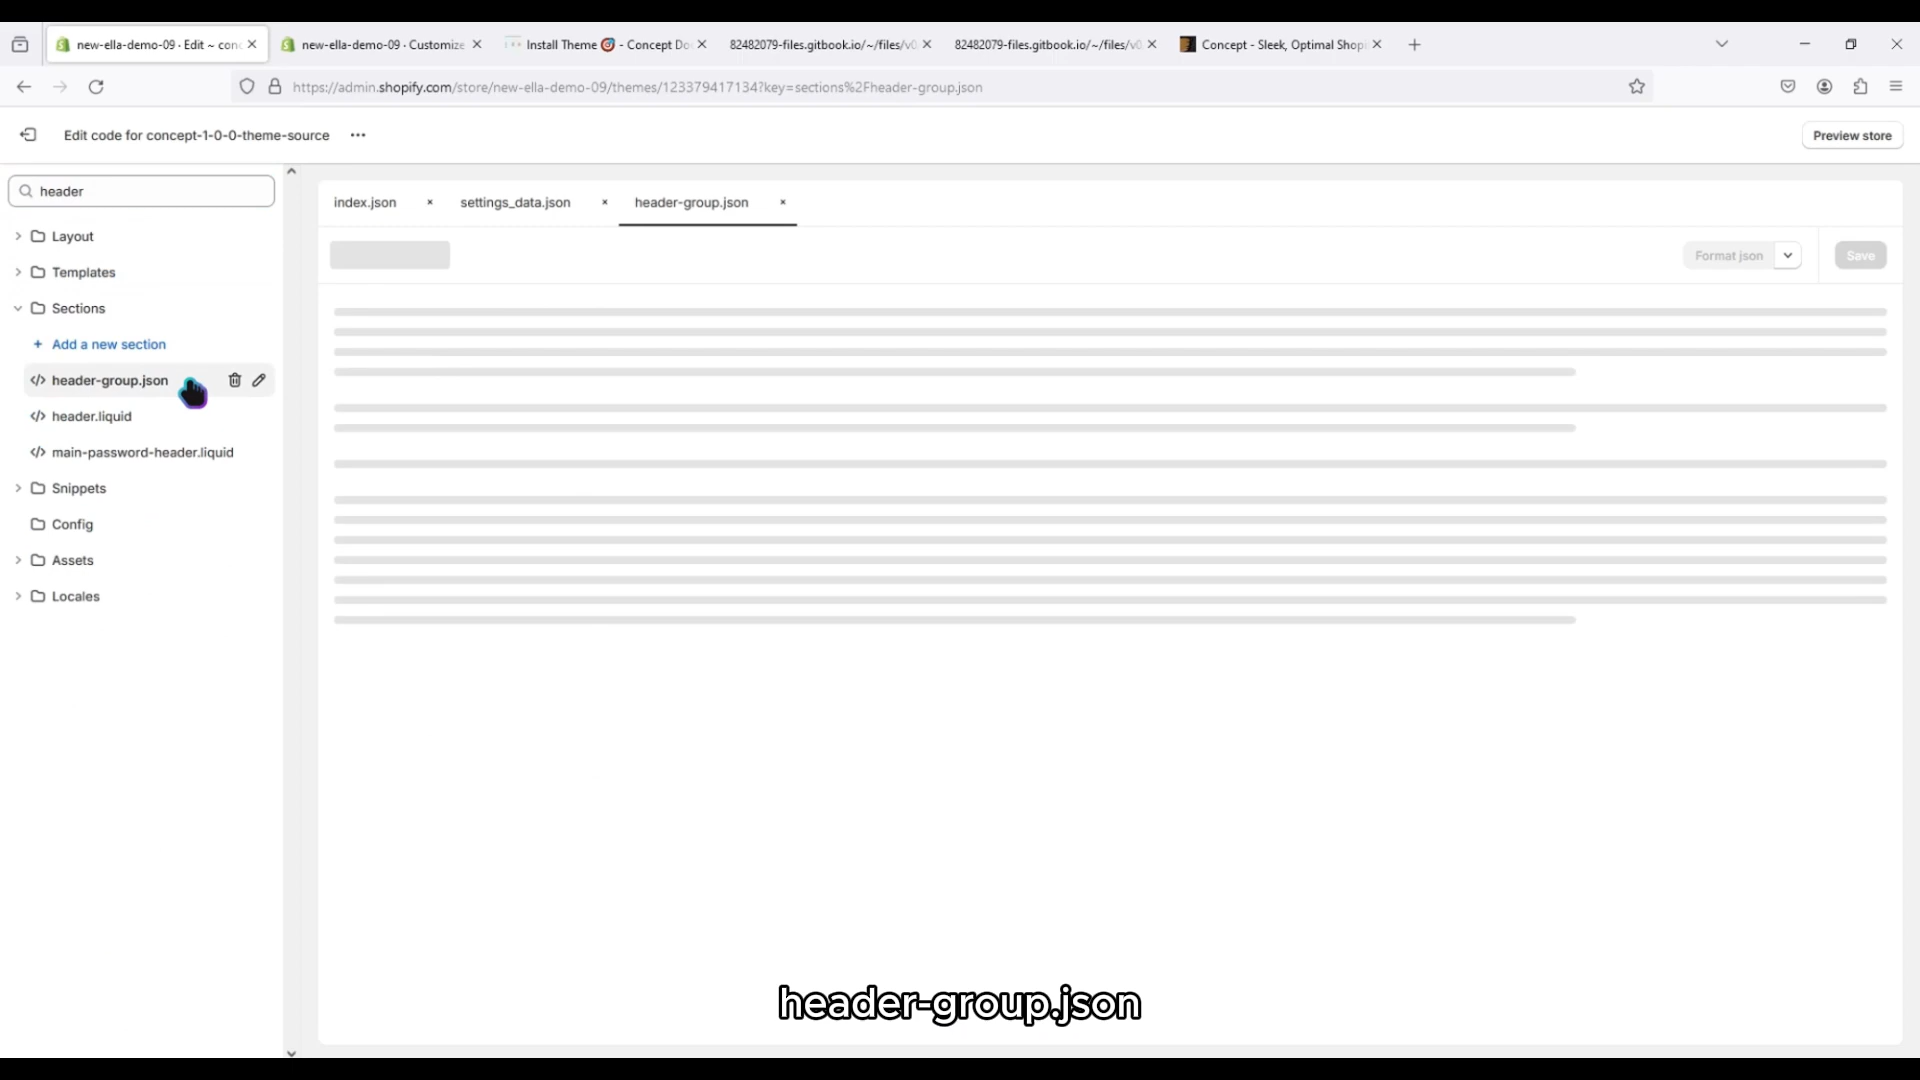 new-ella-demo-09 · Edit ~ conc
new-ella-demo-09 · Customize
Install Theme 🎯 - Concept Do
82482079-files.gitbook.io/~/files/v0
82482079-files.gitbook.io/~/files/v0
Concept - Sleek, Optimal Shopi
https://admin.shopify.com/store/new-ella-demo-09/themes/123379417134?key=sections%2Fheader-group.json
Edit code for concept-1-0-0-theme-source
Preview store
header
Layout
Templates
Sections
+ Add a new section
header-group.json
header.liquid
main-password-header.liquid
Snippets
Config
Assets
Locales
index.json
settings_data.json
header-group.json
Format json
Save
header-group.json